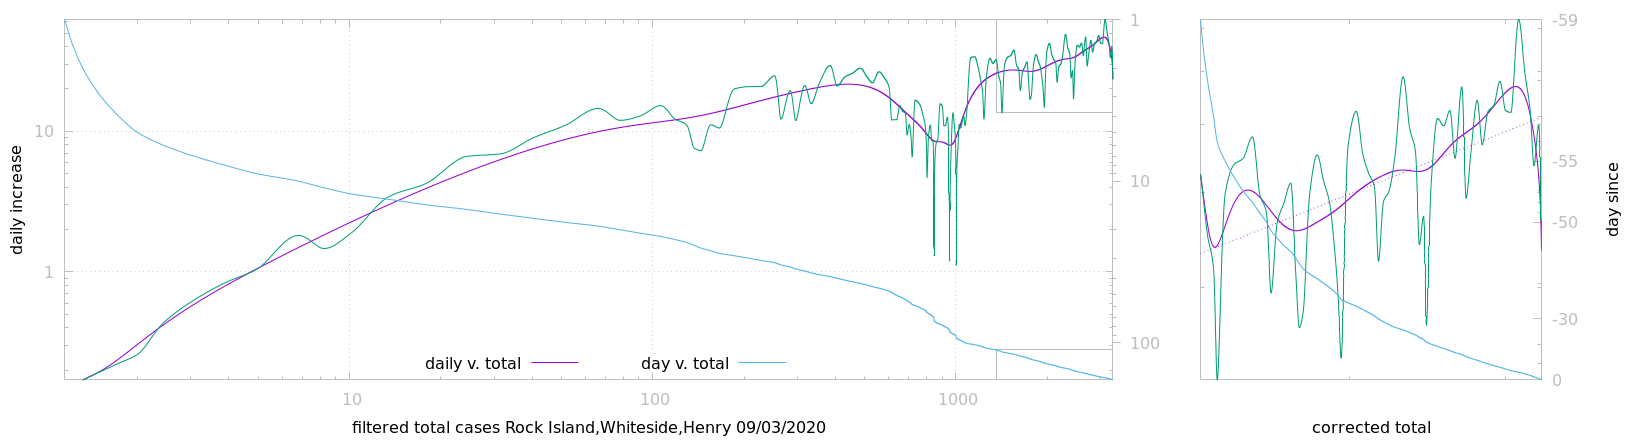 1
-59
10
daily increase
-55
10
day since
-50
1
-30
daily v. total
day v. total
100
0
10
100
1000
filtered total cases Rock Island,Whiteside,Henry 09/03/2020
corrected total